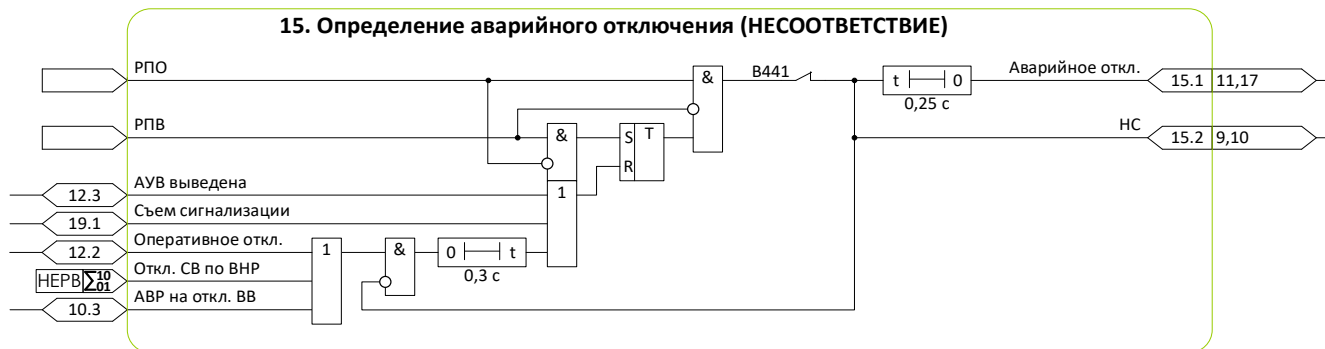 15. Определение аварийного отключения (НЕСООТВЕТСТВИЕ)
РПО
&
B441
t 0
0,25 с
Аварийное откл.
15.1 11,17
РПВ
&
S T
R
НС
15.2 9,10
12.3 АУВ выведена
1
19.1 Съем сигнализации
12.2 Оперативное откл.
1
&
0 t
0,3 с
НЕРВ Σ 10 01 Откл. СВ по ВНР
10.3 АВР на откл. ВВ